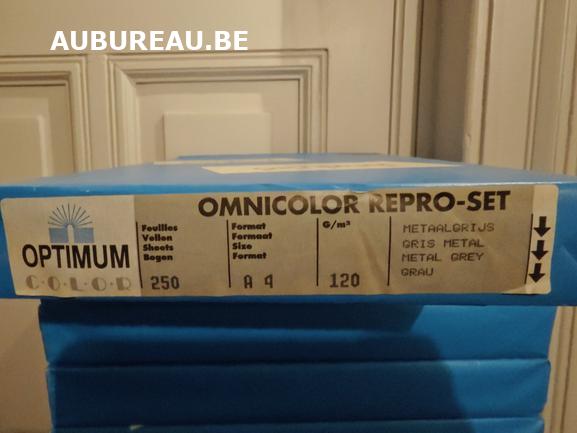 AUBUREAU.BE
OMNICOLOR REPRO-SET
OPTIMUM
C·O·L·O·R
Feuilles
Vellen
Sheets
Bogen
250
Format
Formaat
Size
Format
A 4
G/m²
120
METAALGRIJS
GRIS METAL
METAL GREY
GRAU